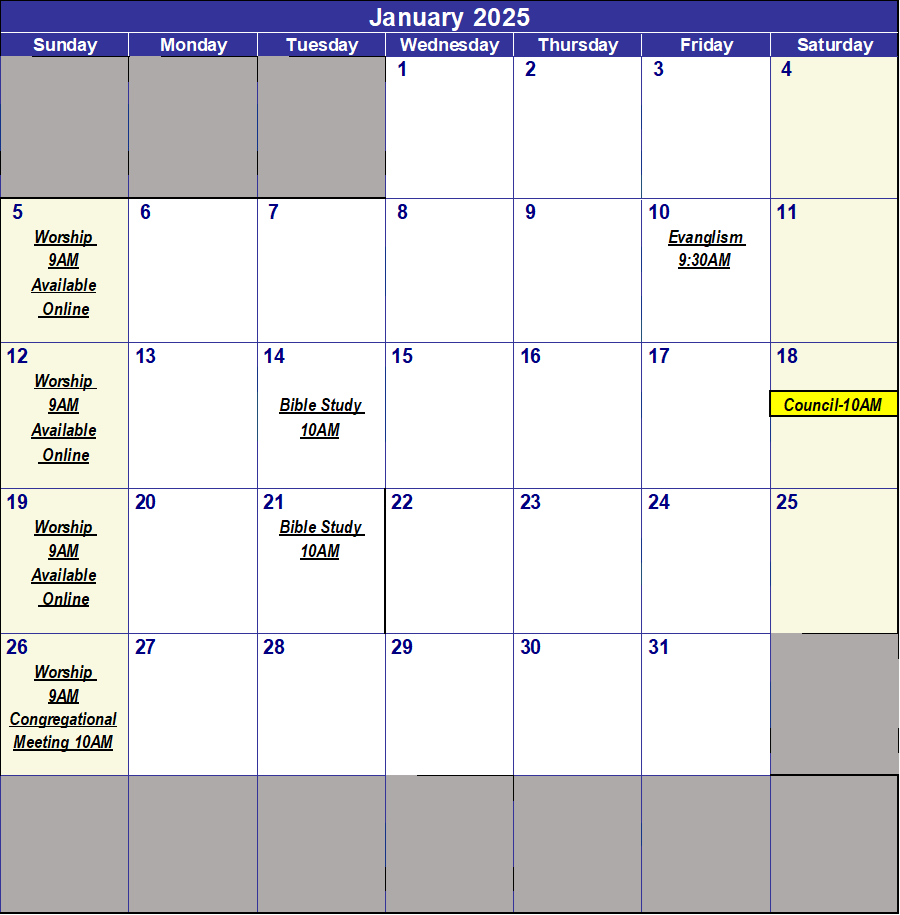 January 2025
Sunday Monday Tuesday Wednesday Thursday Friday Saturday
1 2 3 4
5 6 7 8 9 10 11
Worship Evanglism
9AM 9:30AM
Available
Online
12 13 14 15 16 17 18
Worship
9AM Bible Study Council-10AM
Available 10AM
Online
19 20 21 22 23 24 25
Worship Bible Study
9AM 10AM
Available
Online
26 27 28 29 30 31
Worship
9AM
Congregational
Meeting 10AM